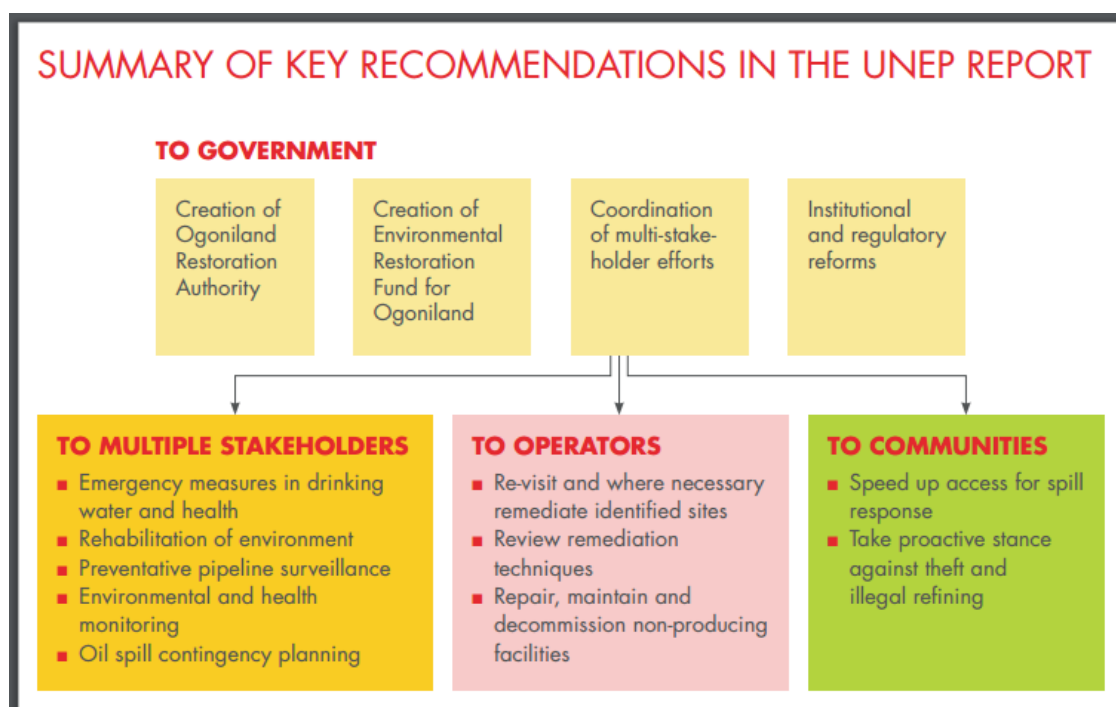 SUMMARY OF KEY RECOMMENDATIONS IN THE UNEP REPORT
TO GOVERNMENT
Creation of
Ogoniland
Restoration
Authority
Creation of
Environmental
Restoration
Fund for
Ogoniland
Coordination
of multi-stake-
holder efforts
Institutional
and regulatory
reforms
TO MULTIPLE STAKEHOLDERS
■ Emergency measures in drinking
water and health
■ Rehabilitation of environment
■ Preventative pipeline surveillance
■ Environmental and health
monitoring
■ Oil spill contingency planning
TO OPERATORS
■ Re-visit and where necessary
remediate identified sites
■ Review remediation
techniques
■ Repair, maintain and
decommission non-producing
facilities
TO COMMUNITIES
■ Speed up access for spill
response
■ Take proactive stance
against theft and
illegal refining